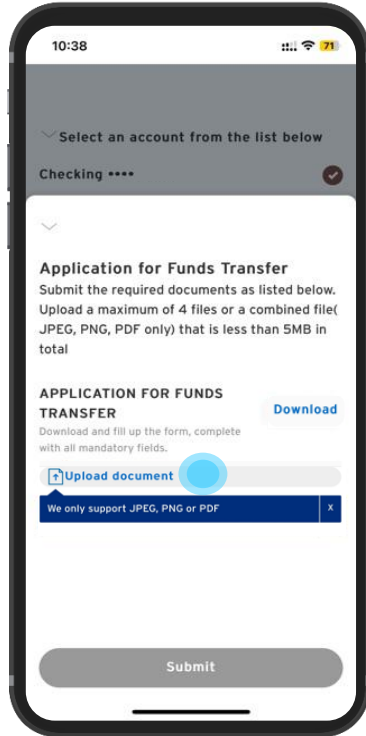 10:38
71
Select an account from the list below
Checking ••••
Application for Funds Transfer
Submit the required documents as listed below.
Upload a maximum of 4 files or a combined file(
JPEG, PNG, PDF only) that is less than 5MB in
total
APPLICATION FOR FUNDS
TRANSFER
Download
Download and fill up the form, complete
with all mandatory fields.
Upload document
We only support JPEG, PNG or PDF
X
Submit